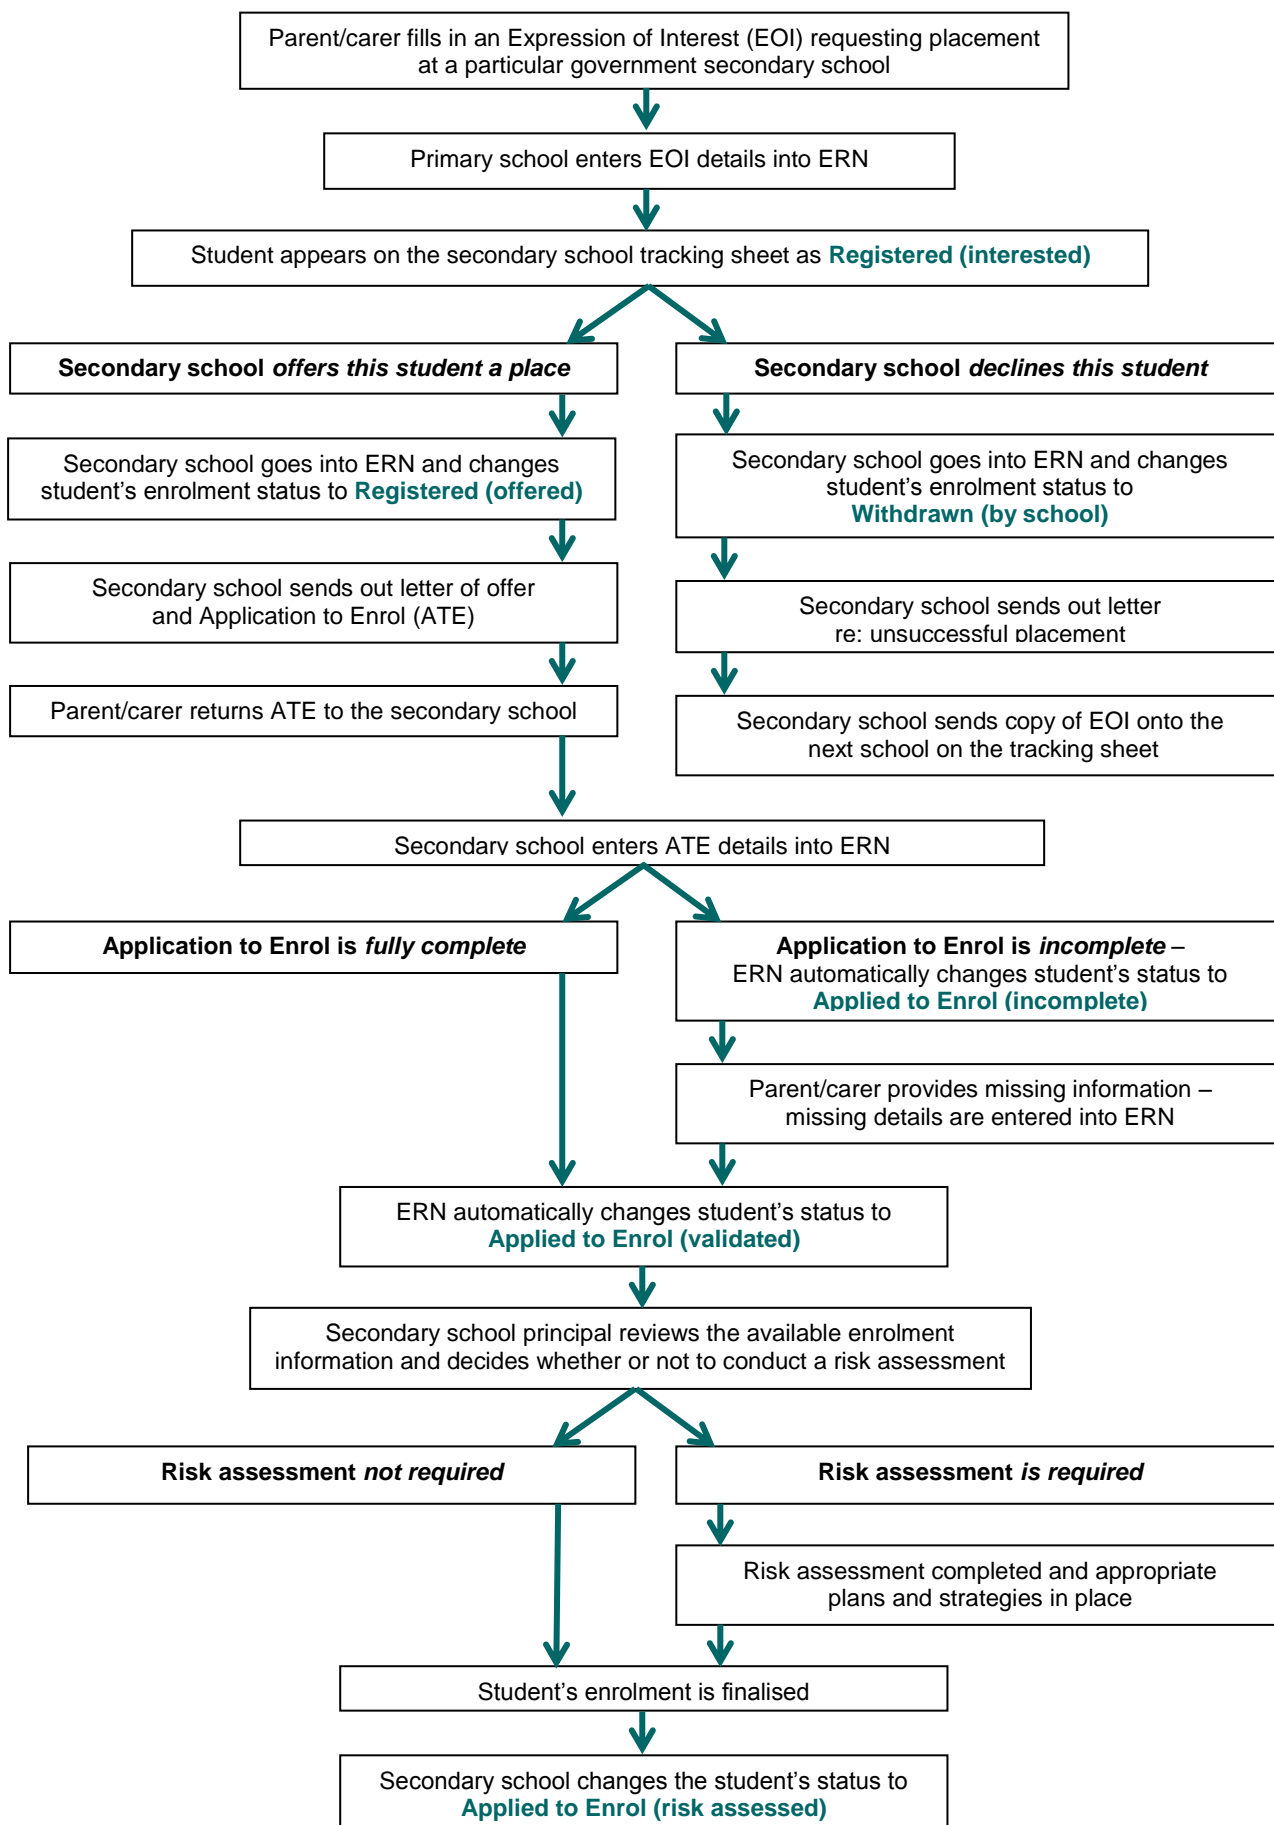 Parent/carer fills in an Expression of Interest (EOI) requesting placement
at a particular government secondary school
Primary school enters EOI details into ERN
Student appears on the secondary school tracking sheet as Registered (interested)
Secondary school offers this student a place
Secondary school declines this student
Secondary school goes into ERN and changes
student's enrolment status to Registered (offered)
Secondary school goes into ERN and changes
student's enrolment status to
Withdrawn (by school)
Secondary school sends out letter of offer
and Application to Enrol (ATE)
Secondary school sends out letter
re: unsuccessful placement
Parent/carer returns ATE to the secondary school
Secondary school sends copy of EOI onto the
next school on the tracking sheet
Secondary school enters ATE details into ERN
Application to Enrol is fully complete
Application to Enrol is incomplete –
ERN automatically changes student's status to
Applied to Enrol (incomplete)
Parent/carer provides missing information –
missing details are entered into ERN
ERN automatically changes student's status to
Applied to Enrol (validated)
Secondary school principal reviews the available enrolment
information and decides whether or not to conduct a risk assessment
Risk assessment not required
Risk assessment is required
Risk assessment completed and appropriate
plans and strategies in place
Student's enrolment is finalised
Secondary school changes the student's status to
Applied to Enrol (risk assessed)